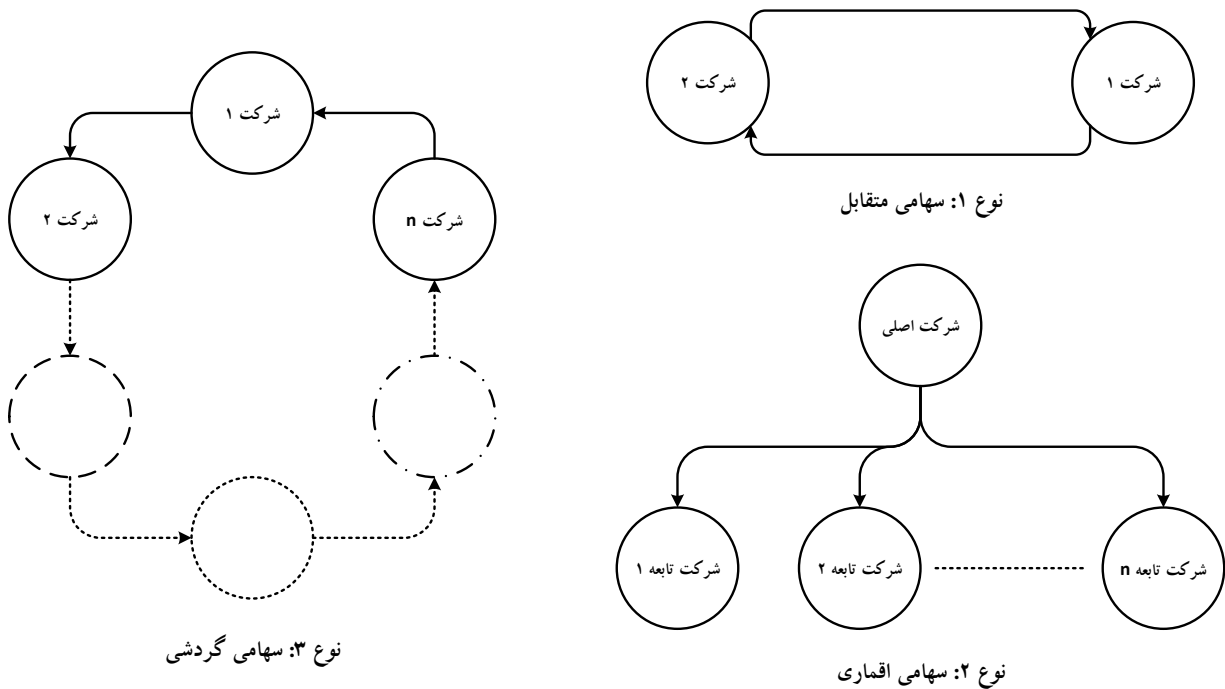 شرکت ۱
شرکت ۲
نوع ۱: سهامی متقابل
شرکت اصلی
شرکت تابعه n
شرکت تابعه ۲
شرکت تابعه ۱
نوع ۲: سهامی اقماری
شرکت ۱
شرکت n
شرکت ۲
نوع ۳: سهامی گردشی